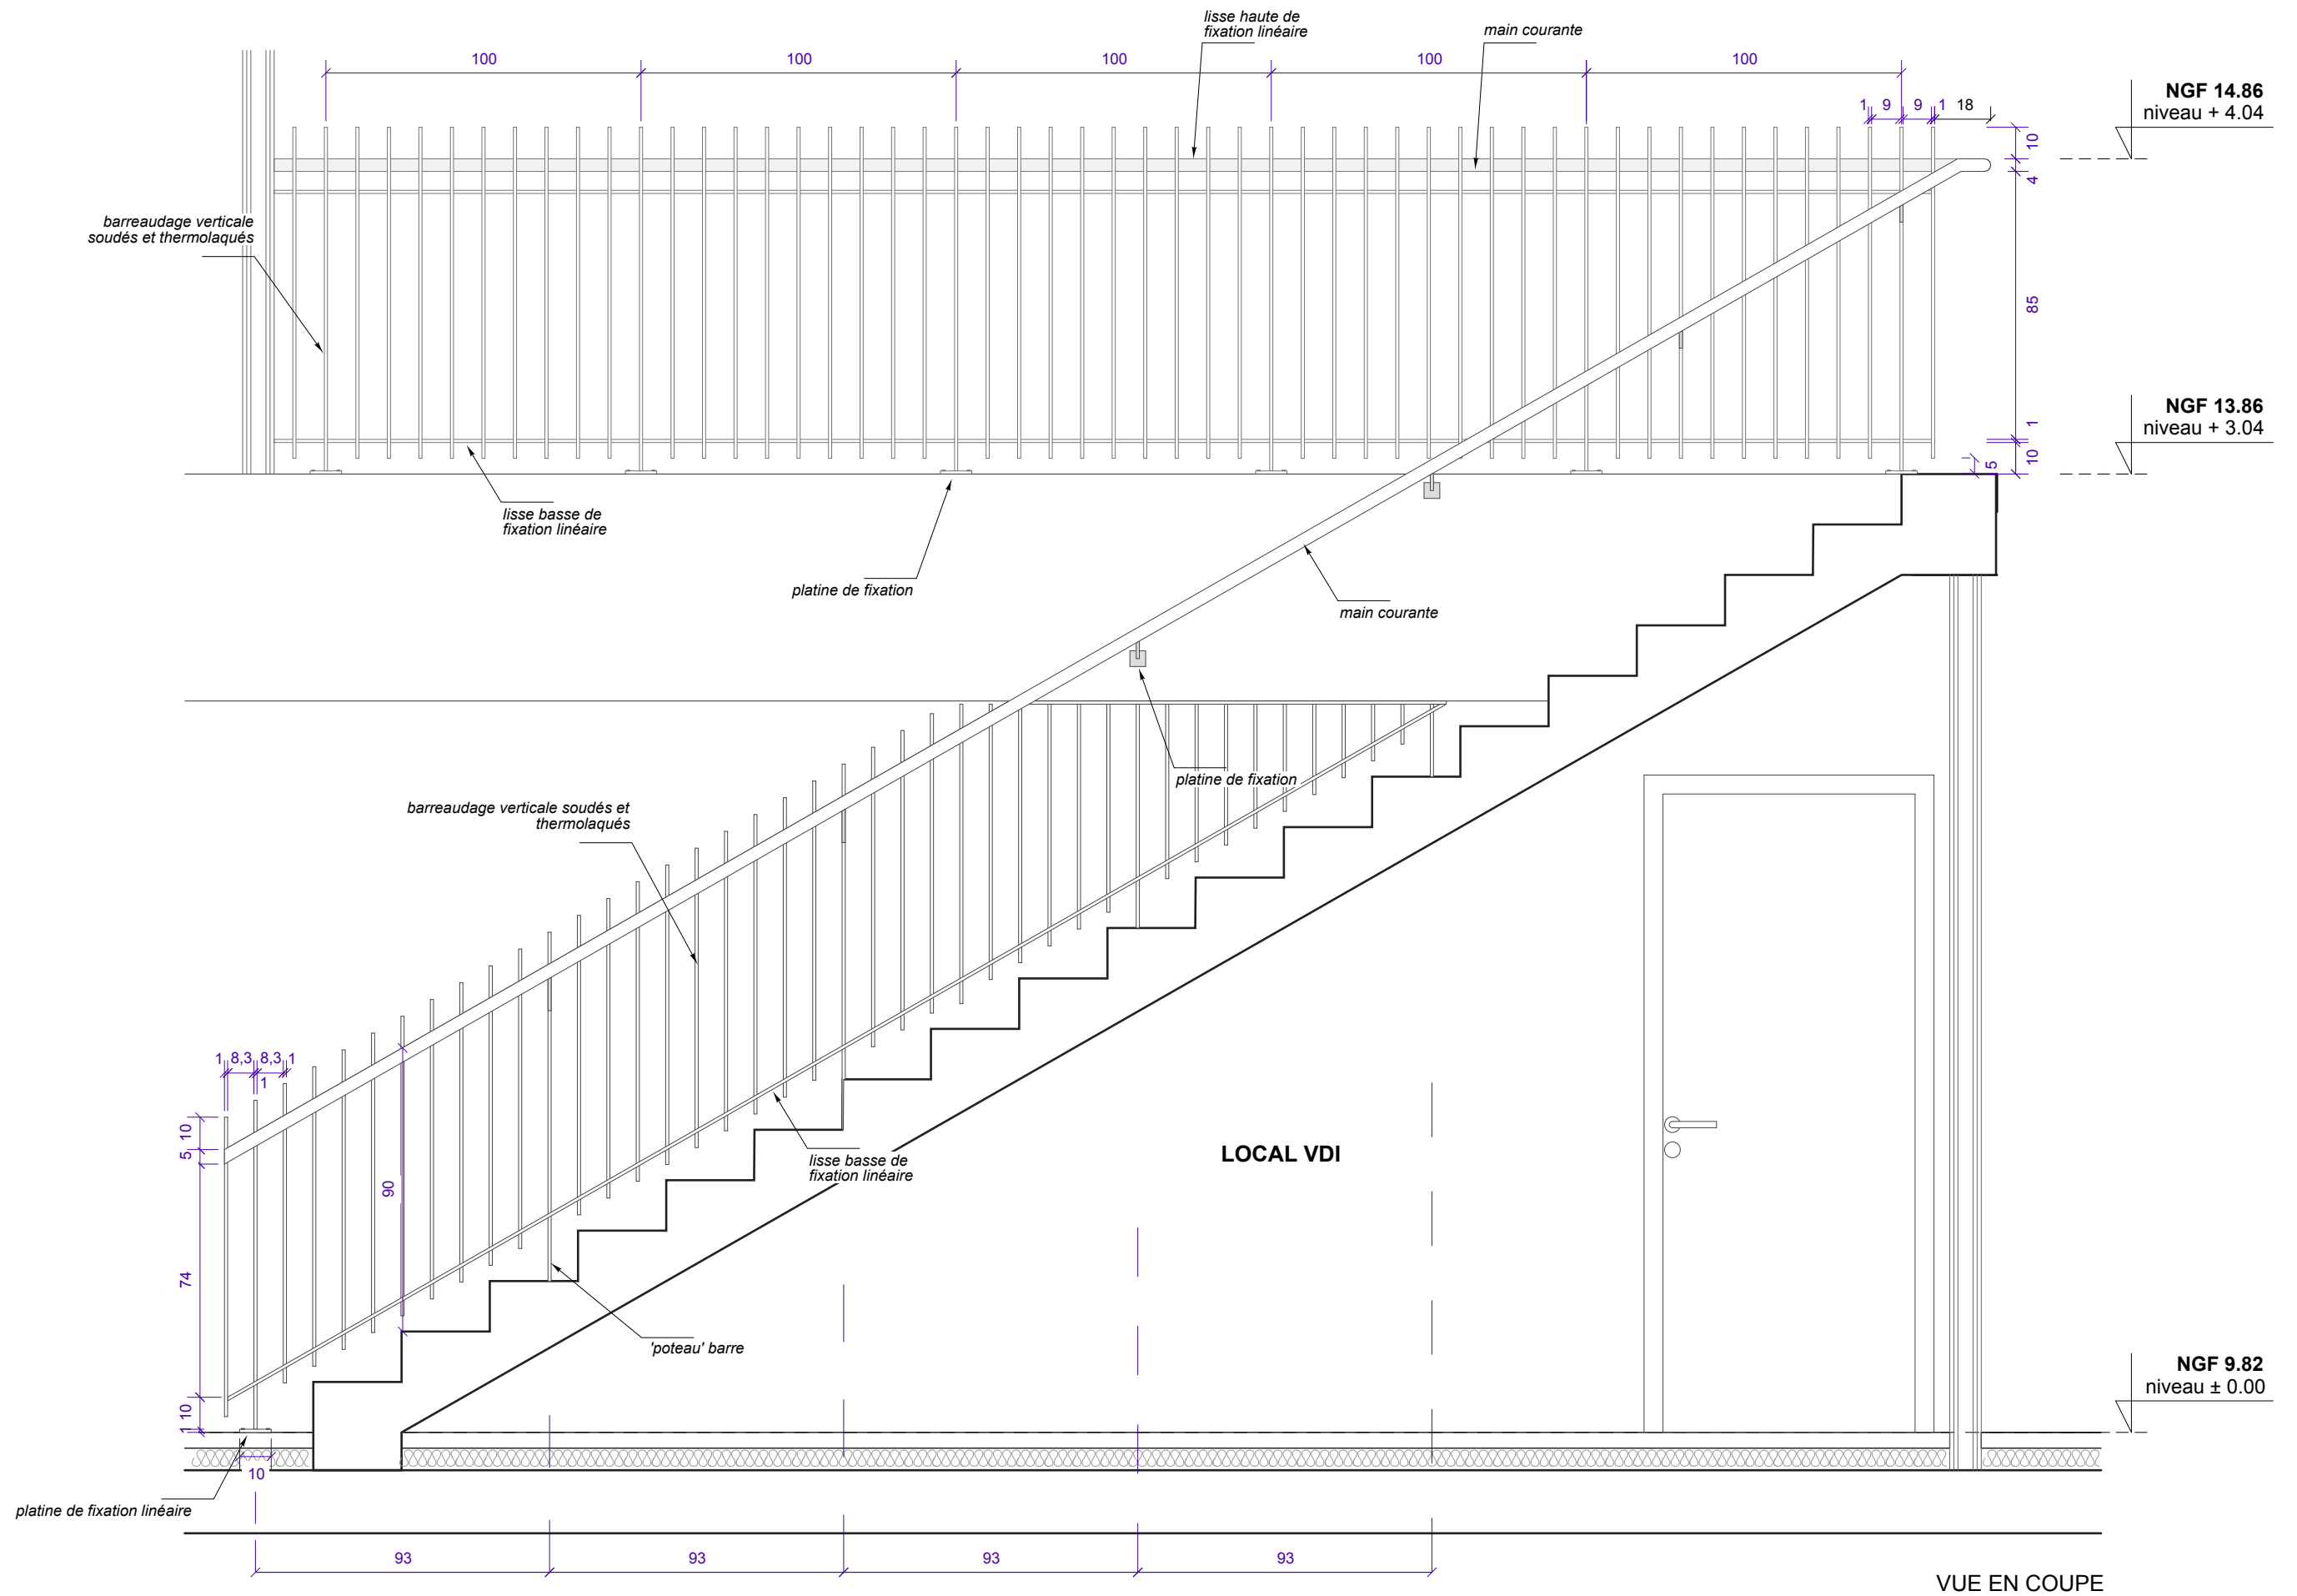 lisse haute de
fixation linéaire
main courante
100
100
100
100
100
NGF 14.86
niveau + 4.04
1
9
9
1
18
10
4
barreaudage verticale
soudés et thermolaqués
85
NGF 13.86
niveau + 3.04
1
10
5
lisse basse de
fixation linéaire
platine de fixation
main courante
platine de fixation
barreaudage verticale soudés et
thermolaqués
1
8,3
8,3
1
1
10
5
90
74
10
1
LOCAL VDI
lisse basse de
fixation linéaire
'poteau' barre
NGF 9.82
niveau ± 0.00
10
platine de fixation linéaire
93
93
93
93
VUE EN COUPE